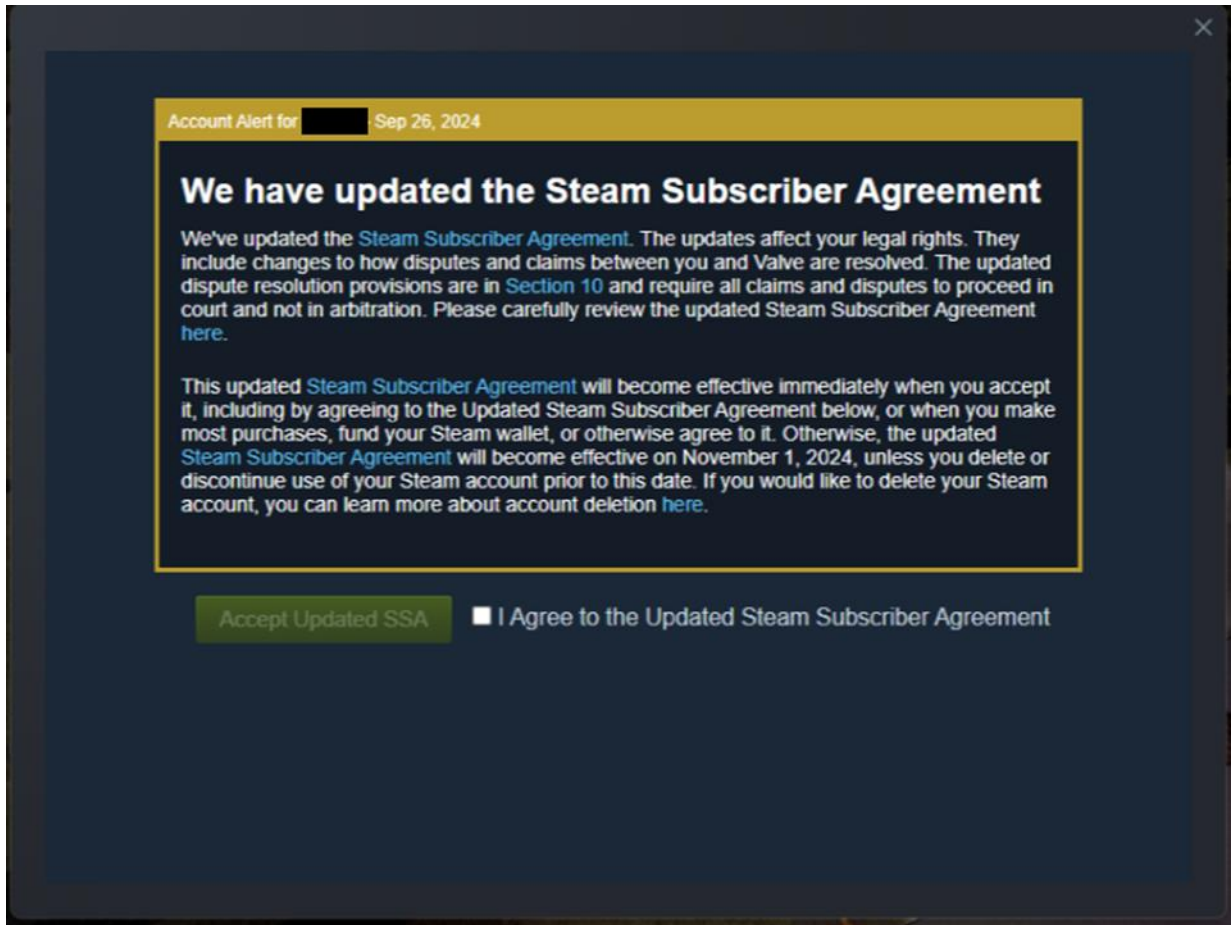 Account Alert for - Sep 26, 2024
We have updated the Steam Subscriber Agreement
We've updated the Steam Subscriber Agreement. The updates affect your legal rights. They
include changes to how disputes and claims between you and Valve are resolved. The updated
dispute resolution provisions are in Section 10 and require all claims and disputes to proceed in
court and not in arbitration. Please carefully review the updated Steam Subscriber Agreement
here.
This updated Steam Subscriber Agreement will become effective immediately when you accept
it, including by agreeing to the Updated Steam Subscriber Agreement below, or when you make
most purchases, fund your Steam wallet, or otherwise agree to it. Otherwise, the updated
Steam Subscriber Agreement will become effective on November 1, 2024, unless you delete or
discontinue use of your Steam account prior to this date. If you would like to delete your Steam
account, you can learn more about account deletion here.
Accept Updated SSA I Agree to the Updated Steam Subscriber Agreement